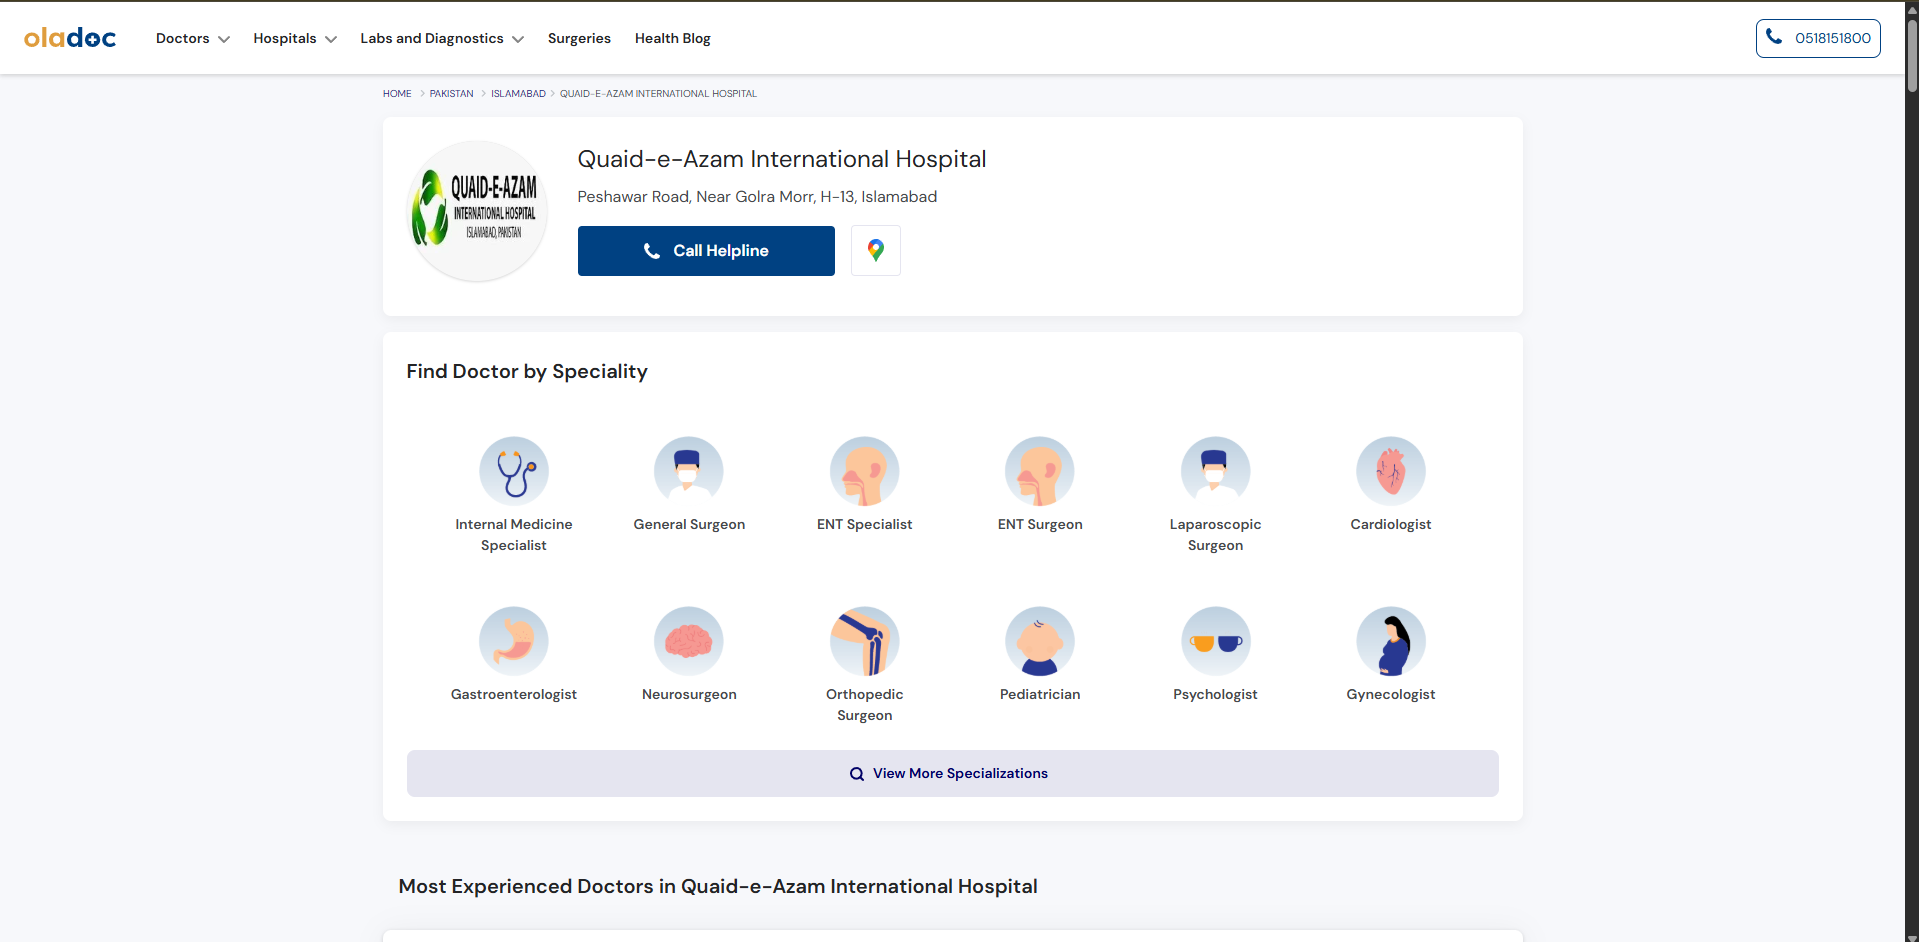 oladoc
Doctors
Hospitals
Labs and Diagnostics
Surgeries
Health Blog
0518151800
HOME > PAKISTAN > ISLAMABAD > QUAID-E-AZAM INTERNATIONAL HOSPITAL
QUAID-E-AZAM
INTERNATIONAL HOSPITAL
ISLAMABAD, PAKISTAN
Quaid-e-Azam International Hospital
Peshawar Road, Near Golra Morr, H-13, Islamabad
Call Helpline
Find Doctor by Speciality
Internal Medicine
Specialist
General Surgeon
ENT Specialist
ENT Surgeon
Laparoscopic
Surgeon
Cardiologist
Gastroenterologist
Neurosurgeon
Orthopedic
Surgeon
Pediatrician
Psychologist
Gynecologist
View More Specializations
Most Experienced Doctors in Quaid-e-Azam International Hospital